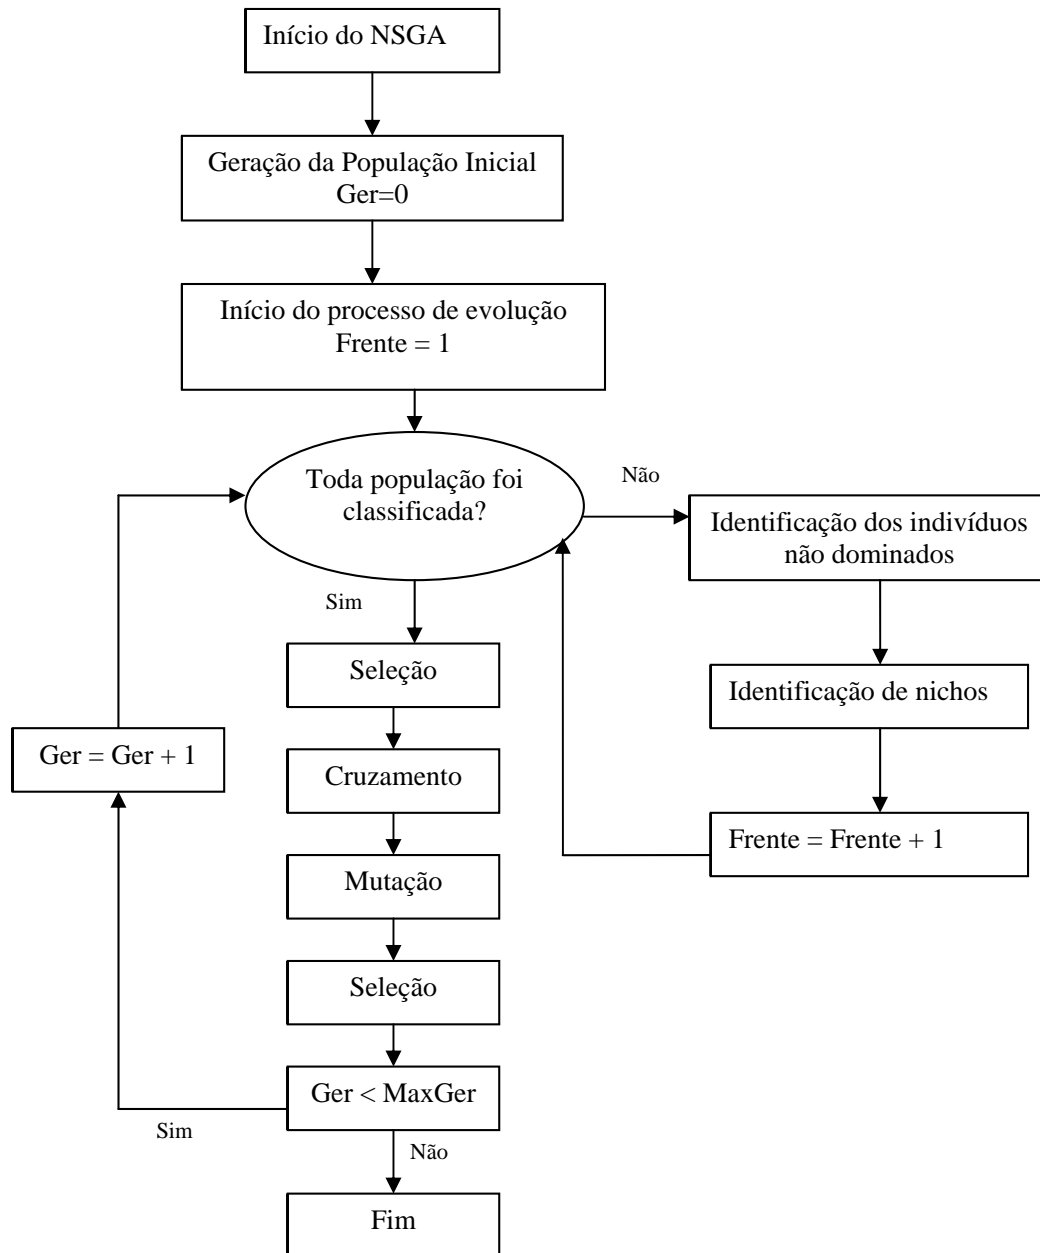 Início do NSGA
Geração da População Inicial
Ger=0
Início do processo de evolução
Frente = 1
Toda população foi
classificada?
Não
Identificação dos indivíduos
não dominados
Sim
Seleção
Identificação de nichos
Ger = Ger + 1
Cruzamento
Frente = Frente + 1
Mutação
Seleção
Ger < MaxGer
Sim
Não
Fim